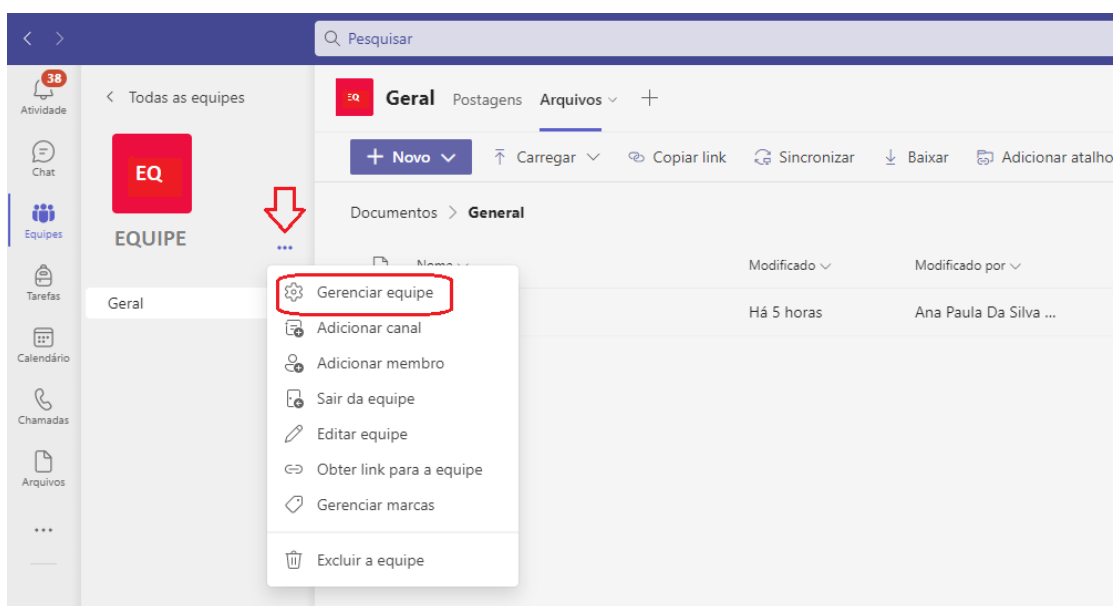 Pesquisar
38
Atividade
Chat
Equipes
Tarefas
Calendário
Chamadas
Arquivos
Todas as equipes
EQ
EQUIPE
Geral
EQ Geral Postagens Arquivos
Novo Carregar Copiar link Sincronizar Baixar Adicionar atalho
Documentos > General
Nome Modificado Modificado por
Há 5 horas Ana Paula Da Silva ...
Gerenciar equipe
Adicionar canal
Adicionar membro
Sair da equipe
Editar equipe
Obter link para a equipe
Gerenciar marcas
Excluir a equipe